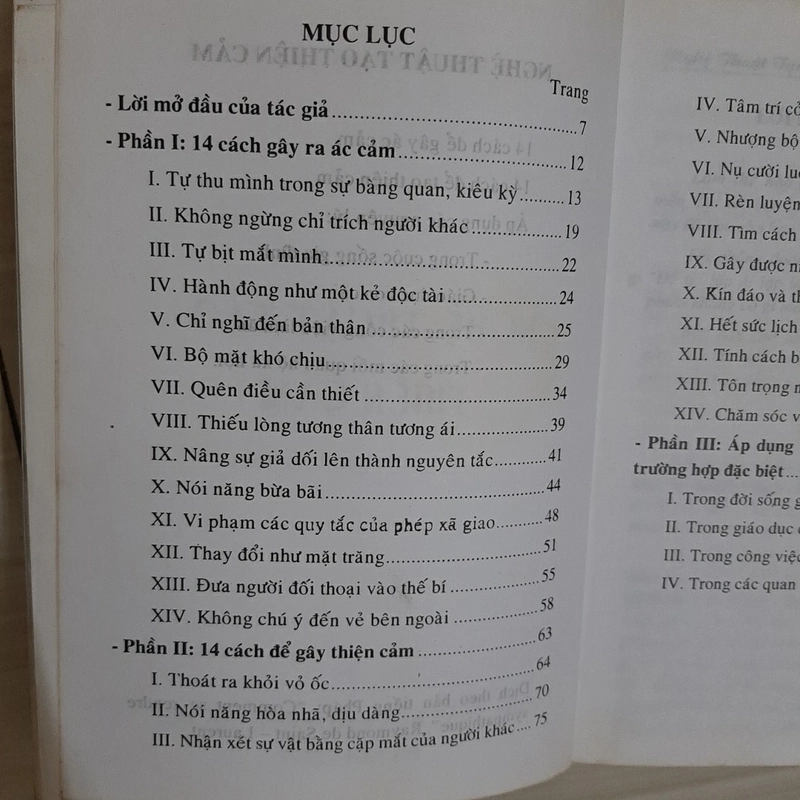 MỤC LỤC
Trang
- Lời mở đầu của tác giả ..... 7
- Phần I: 14 cách gây ra ác cảm ..... 12
I. Tự thu mình trong sự bàng quan, kiêu kỳ ..... 13
II. Không ngừng chỉ trích người khác ..... 19
III. Tự bịt mắt mình ..... 22
IV. Hành động như một kẻ độc tài ..... 24
V. Chỉ nghĩ đến bản thân ..... 25
VI. Bộ mặt khó chịu ..... 29
VII. Quên điều cần thiết ..... 34
VIII. Thiếu lòng tương thân tương ái ..... 39
IX. Nâng sự giả dối lên thành nguyên tắc ..... 41
X. Nói năng bừa bãi ..... 44
XI. Vi phạm các quy tắc của phép xã giao ..... 48
XII. Thay đổi như mặt trăng ..... 51
XIII. Đưa người đối thoại vào thế bí ..... 55
XIV. Không chú ý đến vẻ bên ngoài ..... 58
- Phần II: 14 cách để gây thiện cảm ..... 63
I. Thoát ra khỏi vỏ ốc ..... 64
II. Nói năng hòa nhã, dịu dàng ..... 70
III. Nhận xét sự vật bằng cặp mắt của người khác .... 75
IV. Tâm trí cở
V. Nhượng bộ
VI. Nụ cười
VII. Rèn luyện
VIII. Tìm cách
IX. Gây được
X. Kín đáo và
XI. Hết sức lịch
XII. Tính cách
XIII. Tôn trọng
XIV. Chăm sóc
- Phần III: Áp dụng
trường hợp đặc biệt ...
I. Trong đời sống
II. Trong giáo dục
III. Trong công việc
IV. Trong các quan